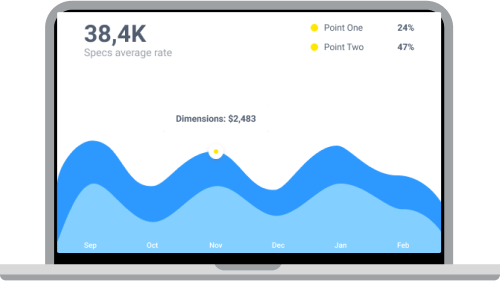 38,4K
Specs average rate
Point One 24%
Point Two 47%
Dimensions: $2,483
Sep Oct Nov Dec Jan Feb